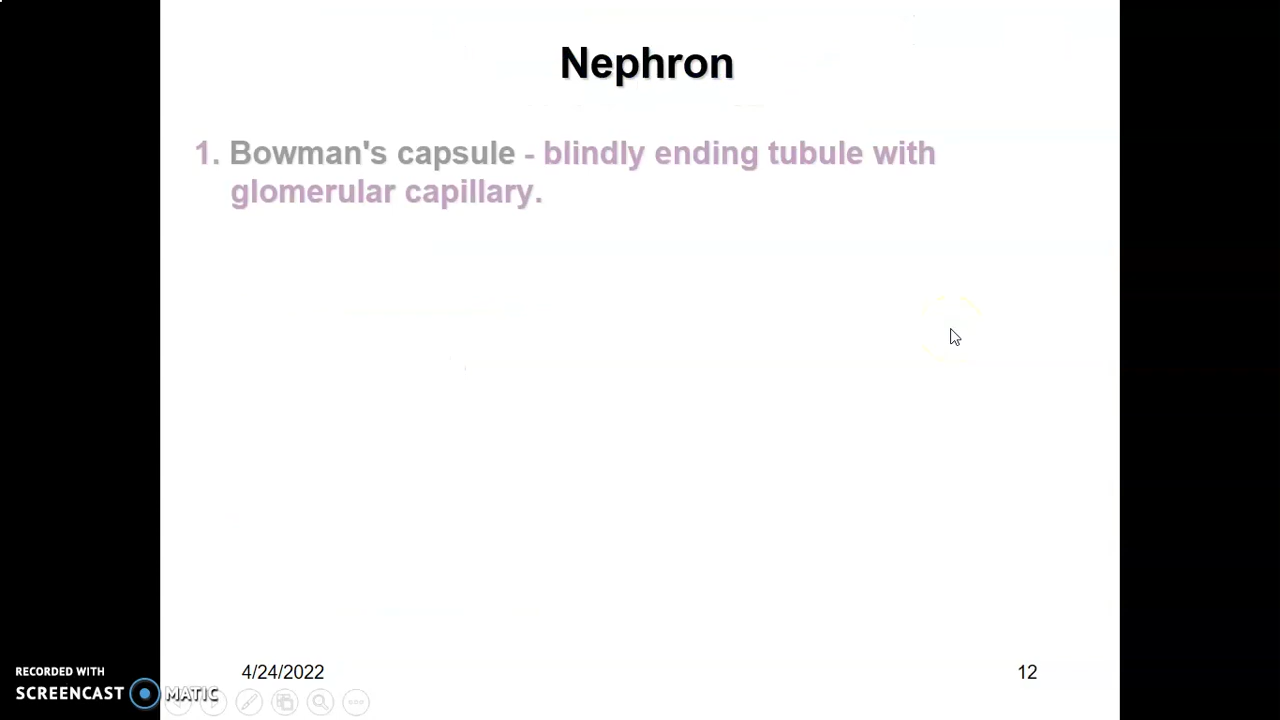 Nephron
1. Bowman's capsule - blindly ending tubule with
glomerular capillary.
RECORDED WITH
SCREENCAST MATIC
4/24/2022
12